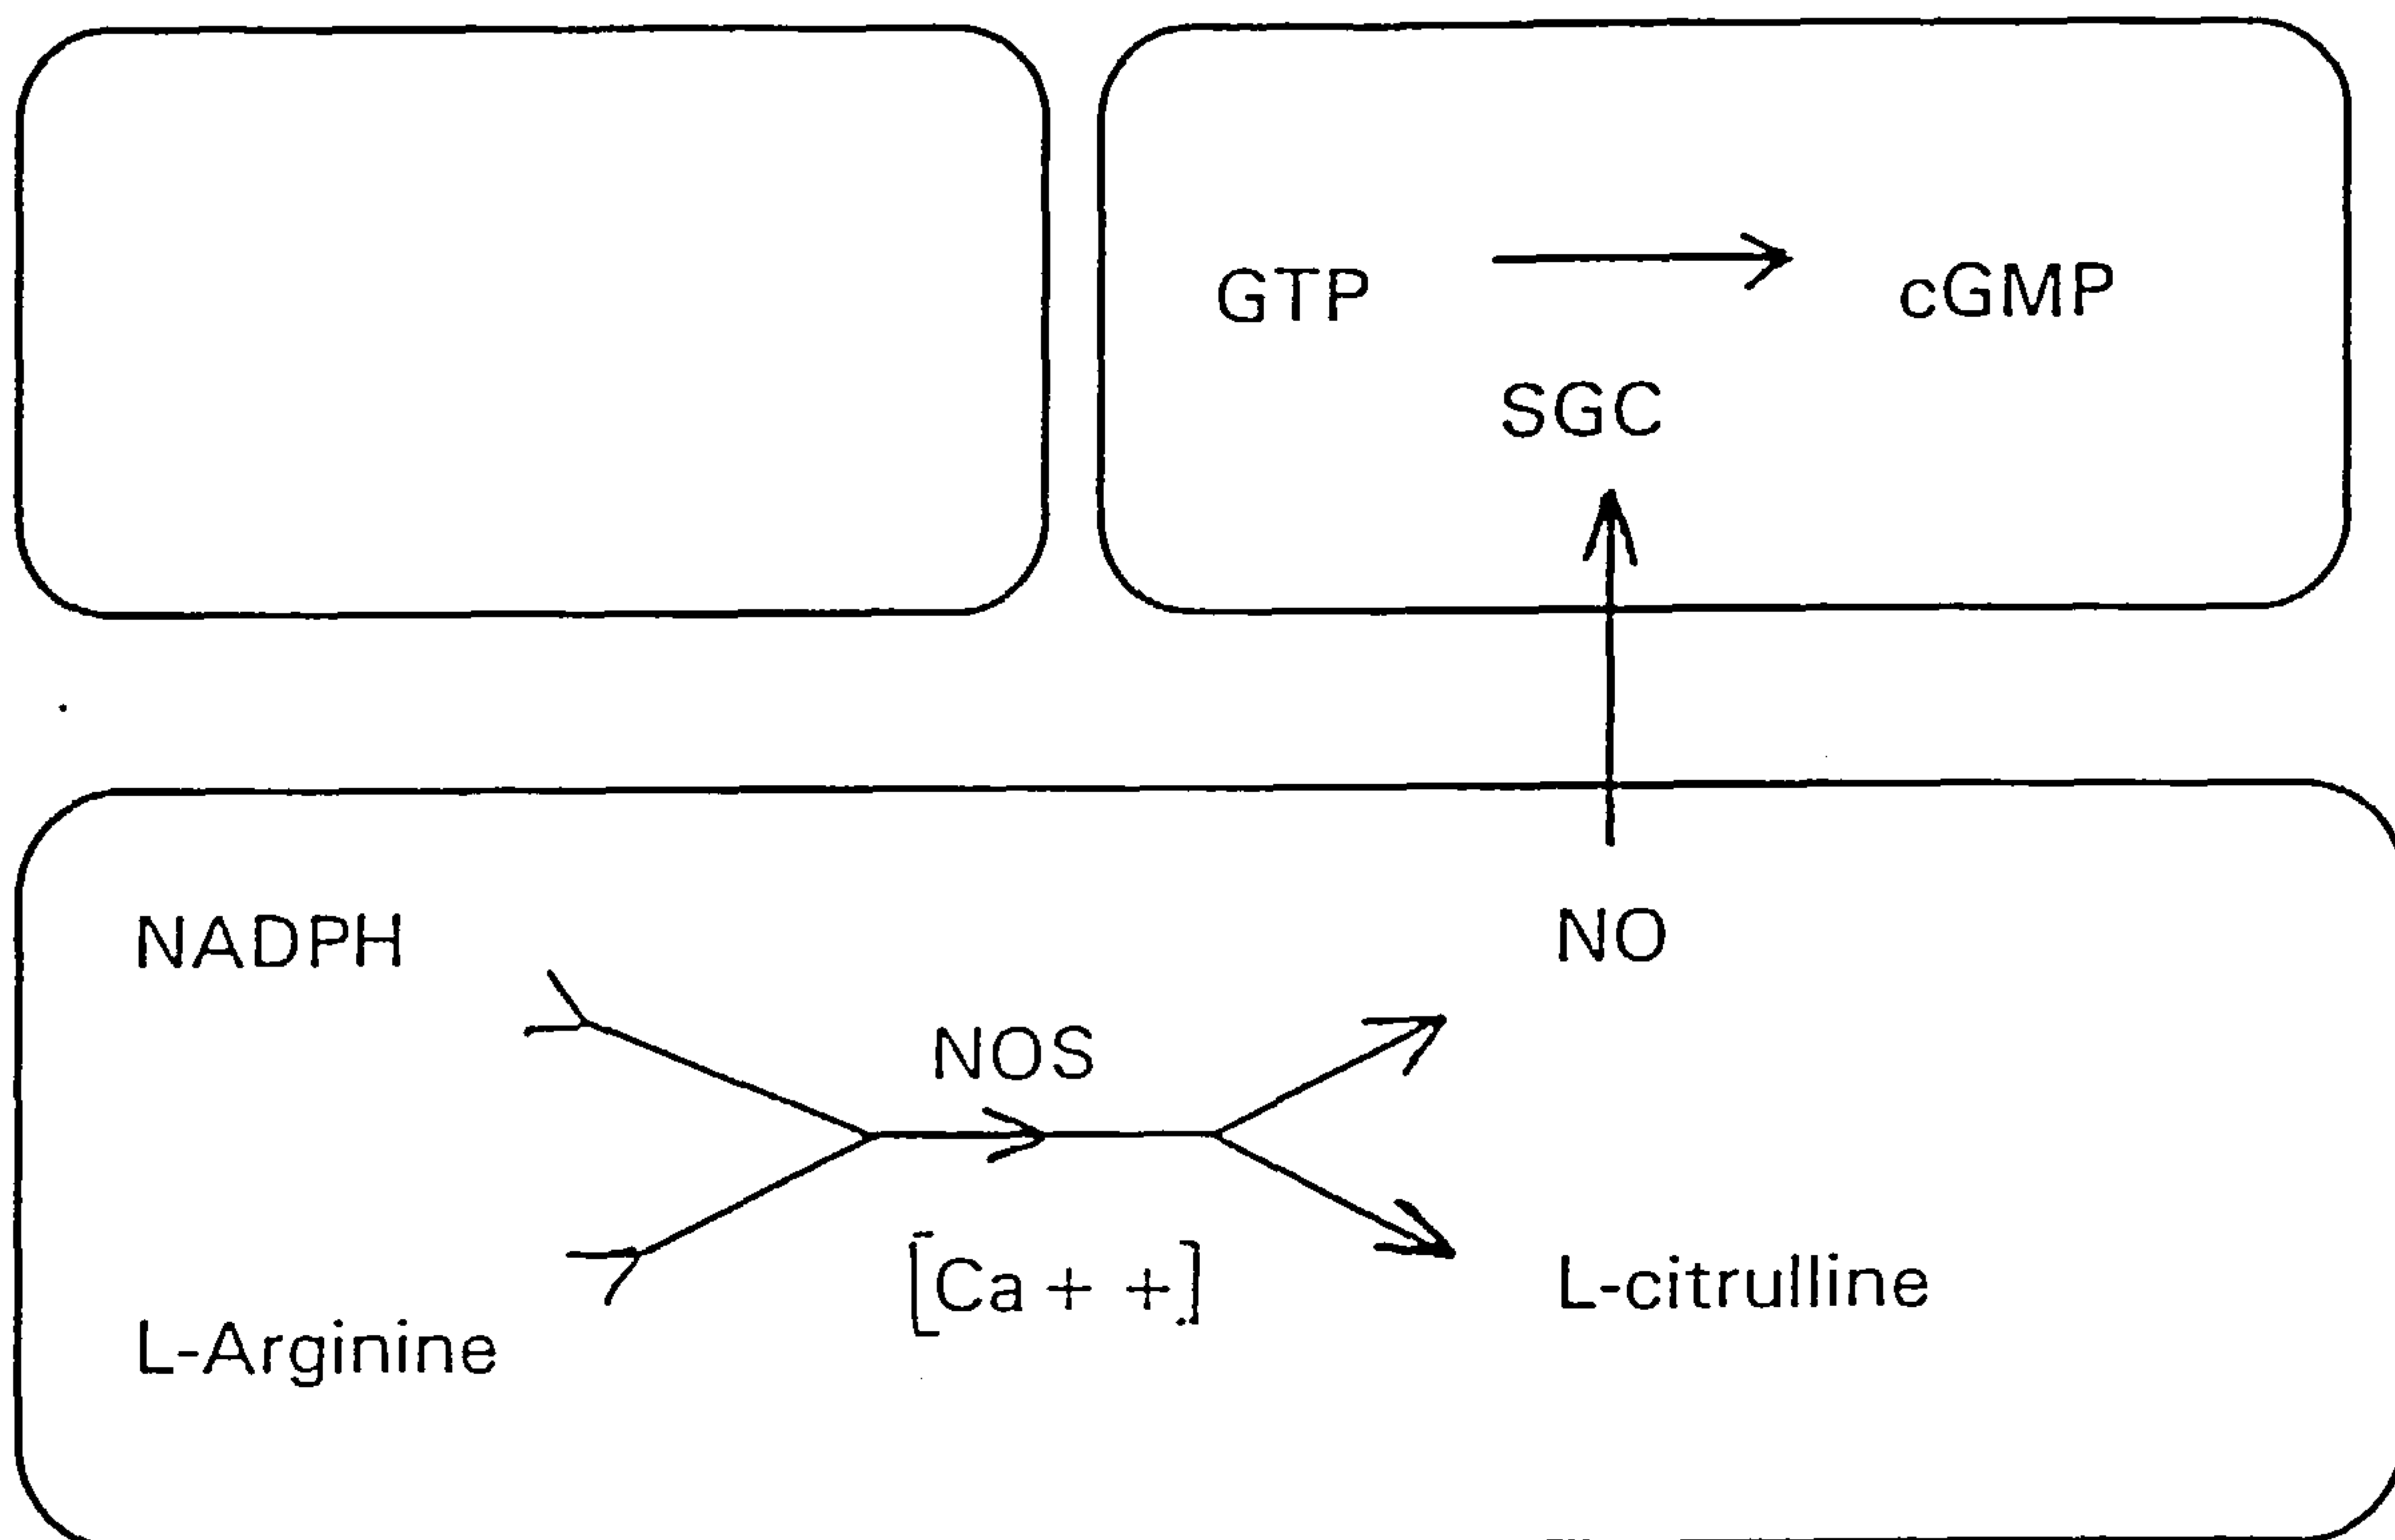 GTP
cGMP
SGC
NADPH
NO
NOS
[Ca + +]
L-citrulline
L-Arginine